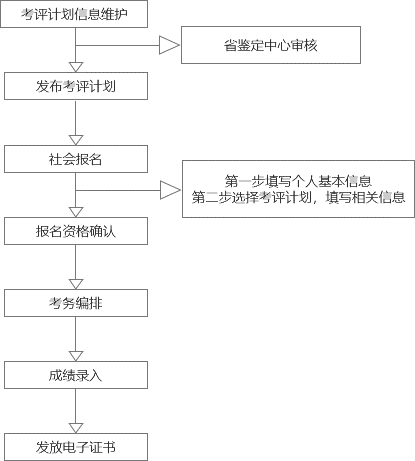 考评计划信息维护
省鉴定中心审核
发布考评计划
社会报名
第一步填写个人基本信息
第二步选择考评计划，填写相关信息
报名资格确认
考务编排
成绩录入
发放电子证书